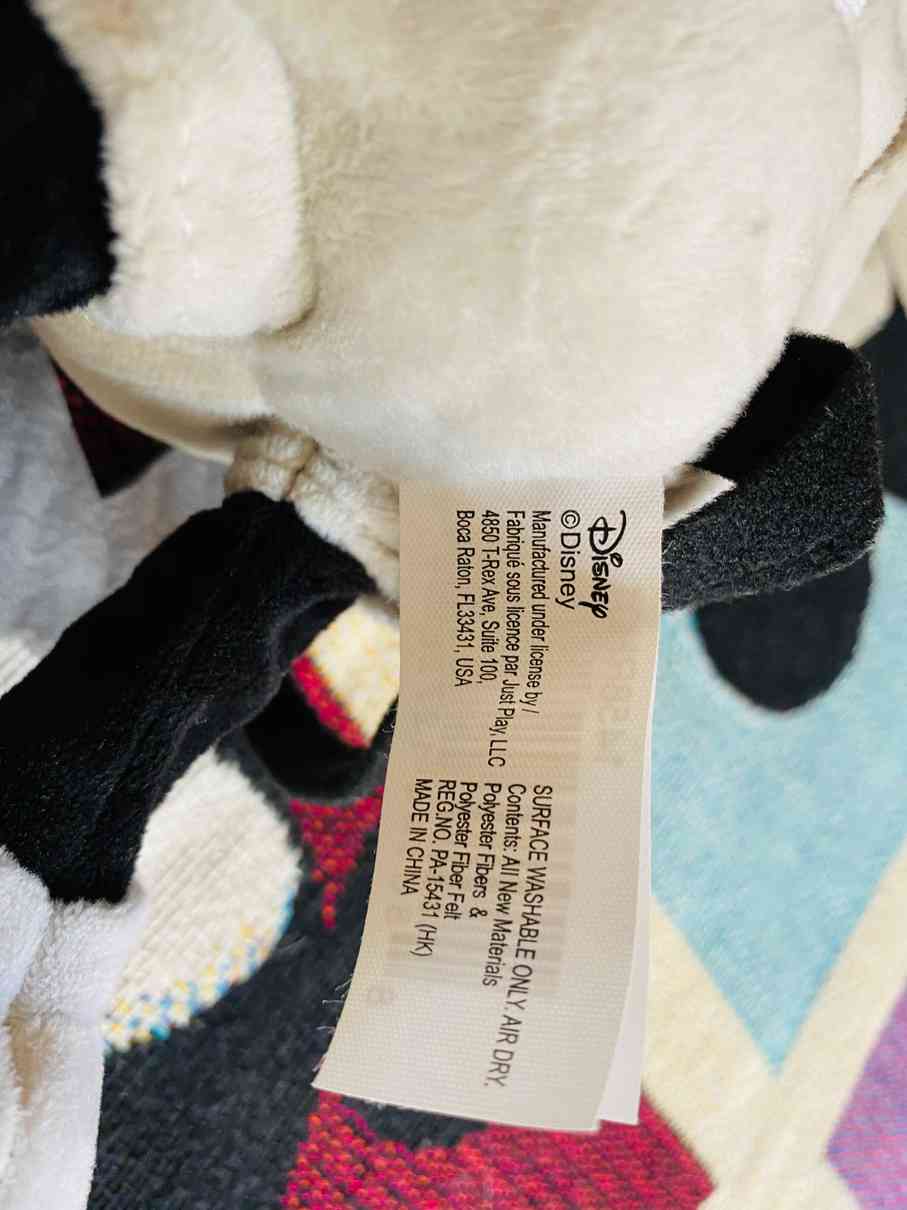 Disney
©Disney
Manufactured under license by /
Fabriqué sous licence par Just Play, LLC
4850 T-Rex Ave, Suite 100,
Boca Raton, FL33431, USA
SURFACE WASHABLE ONLY. AIR DRY.
Contents: All New Materials
Polyester Fibers &
Polyester Fiber Felt
REG.NO. PA-15431 (HK)
MADE IN CHINA